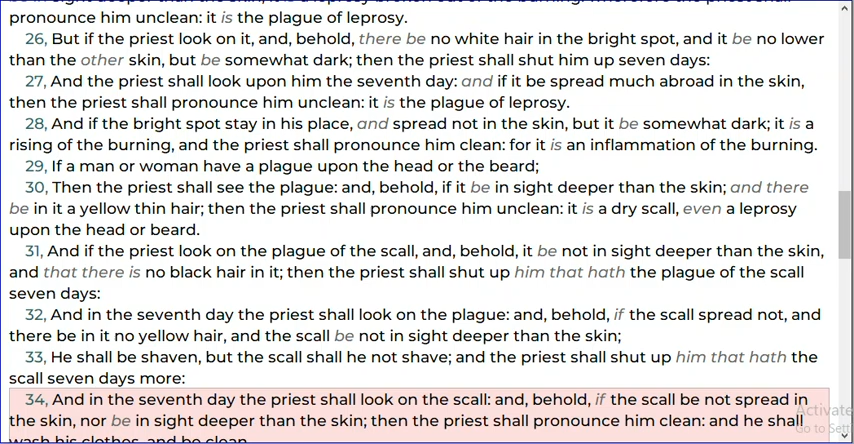 pronounce him unclean: it is the plague of leprosy.
26, But if the priest look on it, and, behold, there be no white hair in the bright spot, and it be no lower
than the other skin, but be somewhat dark; then the priest shall shut him up seven days:
27, And the priest shall look upon him the seventh day: and if it be spread much abroad in the skin,
then the priest shall pronounce him unclean: it is the plague of leprosy.
28, And if the bright spot stay in his place, and spread not in the skin, but it be somewhat dark; it is a
rising of the burning, and the priest shall pronounce him clean: for it is an inflammation of the burning.
29, If a man or woman have a plague upon the head or the beard;
30, Then the priest shall see the plague: and, behold, if it be in sight deeper than the skin; and there
be in it a yellow thin hair; then the priest shall pronounce him unclean: it is a dry scall, even a leprosy
upon the head or beard.
31, And if the priest look on the plague of the scall, and, behold, it be not in sight deeper than the skin,
and that there is no black hair in it; then the priest shall shut up him that hath the plague of the scall
seven days:
32, And in the seventh day the priest shall look on the plague: and, behold, if the scall spread not, and
there be in it no yellow hair, and the scall be not in sight deeper than the skin;
33, He shall be shaven, but the scall shall he not shave; and the priest shall shut up him that hath the
scall seven days more:
34, And in the seventh day the priest shall look on the scall: and, behold, if the scall be not spread in
the skin, nor be in sight deeper than the skin; then the priest shall pronounce him clean: and he shall
wash his clothes, and be clean.
Activate
Go to Sett